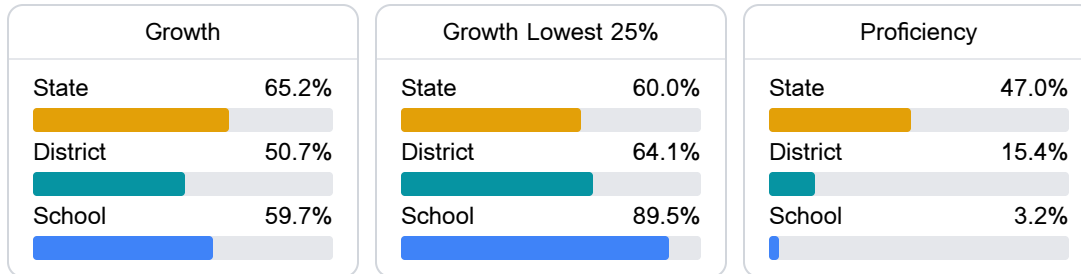 Growth
State 65.2%
District 50.7%
School 59.7%
Growth Lowest 25%
State 60.0%
District 64.1%
School 89.5%
Proficiency
State 47.0%
District 15.4%
School 3.2%